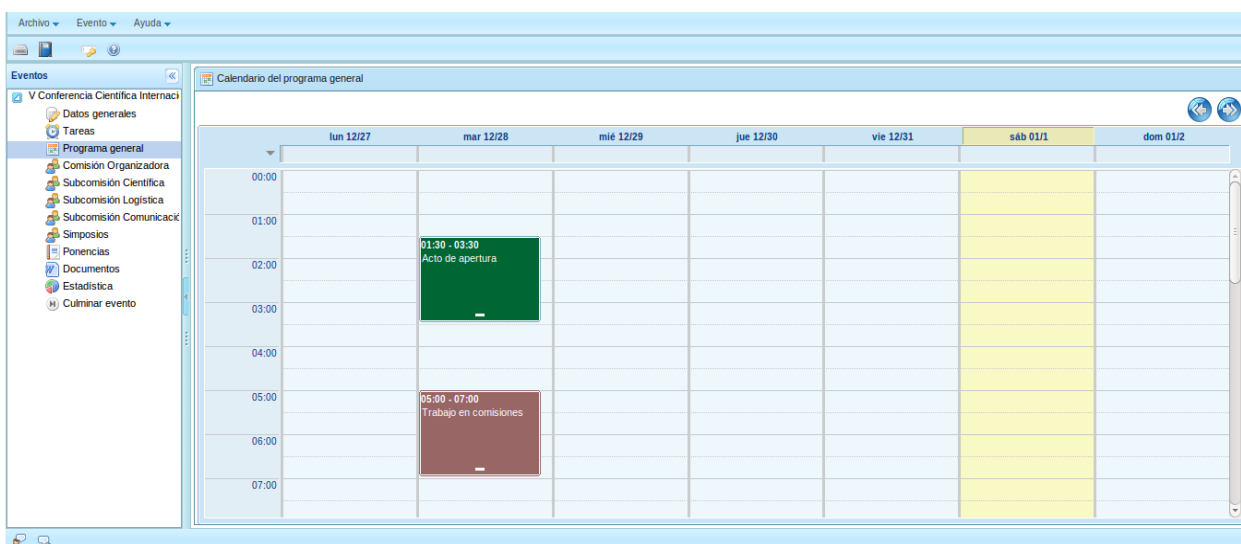 Archivo Evento Ayuda
Eventos
Calendario del programa general
V Conferencia Científica Internaci
Datos generales
Tareas
Programa general
Comisión Organizadora
Subcomisión Científica
Subcomisión Logística
Subcomisión Comunicació
Simposios
Ponencias
Documentos
Estadística
Culminar evento
lun 12/27 mar 12/28 mié 12/29 jue 12/30 vie 12/31 sáb 01/1 dom 01/2
00:00
01:00
01:30 - 03:30
Acto de apertura
02:00
03:00
04:00
05:00
05:00 - 07:00
Trabajo en comisiones
06:00
07:00